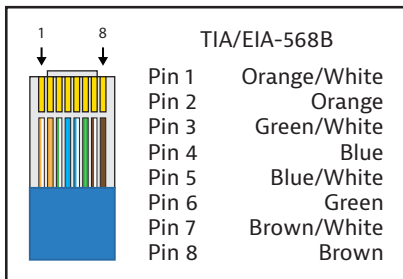 1 8
TIA/EIA-568B
Pin 1 Orange/White
Pin 2 Orange
Pin 3 Green/White
Pin 4 Blue
Pin 5 Blue/White
Pin 6 Green
Pin 7 Brown/White
Pin 8 Brown